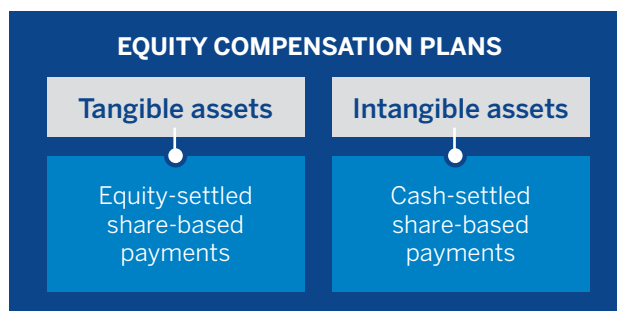 EQUITY COMPENSATION PLANS
Tangible assets
Equity-settled
share-based
payments
Intangible assets
Cash-settled
share-based
payments